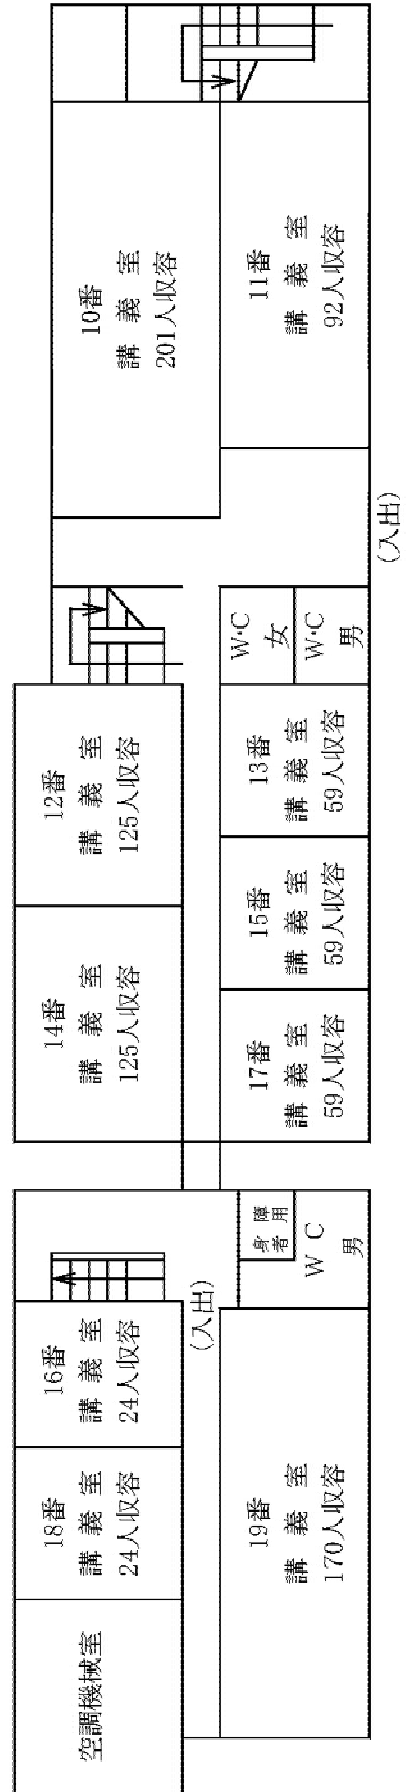 空調機械室
18番
講義室
24人収容
16番
講義室
24人収容
14番
講義室
125人収容
12番
講義室
125人収容
10番
講義室
201人収容
(入出)
19番
講義室
170人収容
身障
者用
W C
男
17番
講義室
59人収容
15番
講義室
59人収容
13番
講義室
59人収容
W·C
女
W·C
男
11番
講義室
92人収容
(入出)